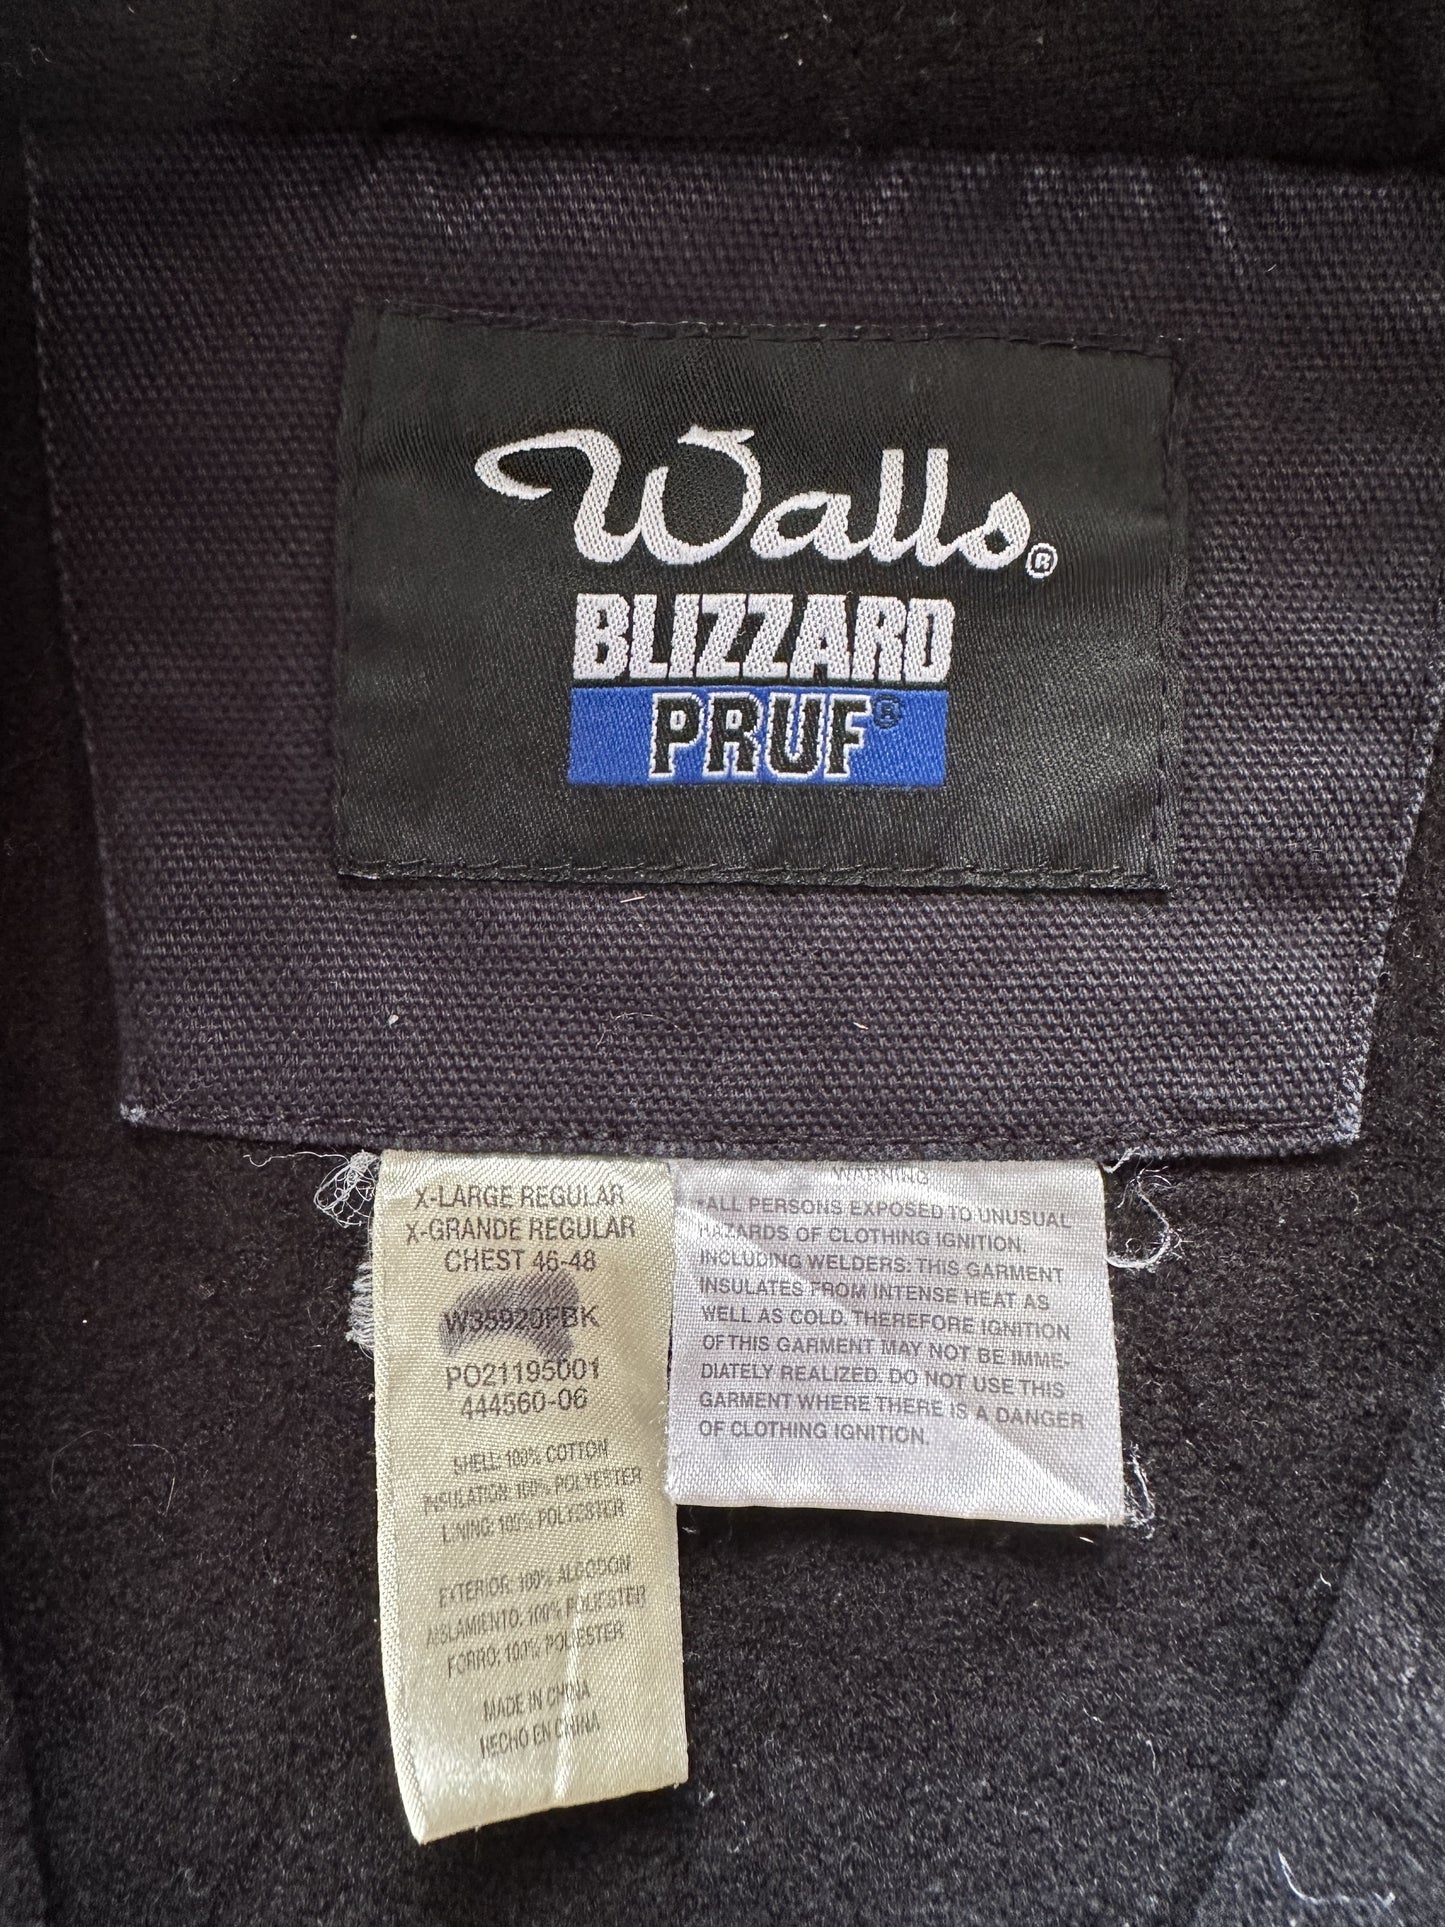 Walls®
BLIZZARD
PRUF®
X-LARGE REGULAR
X-GRANDE REGULAR
CHEST 46-48
W35920FBK
PO21195001
444560-06
SHELL: 100% COTTON
INSULATION: 100% POLYESTER
LINING: 100% POLYESTER
EXTERIOR: 100% ALGODON
AISLAMIENTO: 100% POLIESTER
FORRO: 100% POLIESTER
MADE IN CHINA
HECHO EN CHINA
WARNING
*ALL PERSONS EXPOSED TO UNUSUAL
HAZARDS OF CLOTHING IGNITION,
INCLUDING WELDERS: THIS GARMENT
INSULATES FROM INTENSE HEAT AS
WELL AS COLD. THEREFORE IGNITION
OF THIS GARMENT MAY NOT BE IMME-
DIATELY REALIZED. DO NOT USE THIS
GARMENT WHERE THERE IS A DANGER
OF CLOTHING IGNITION.